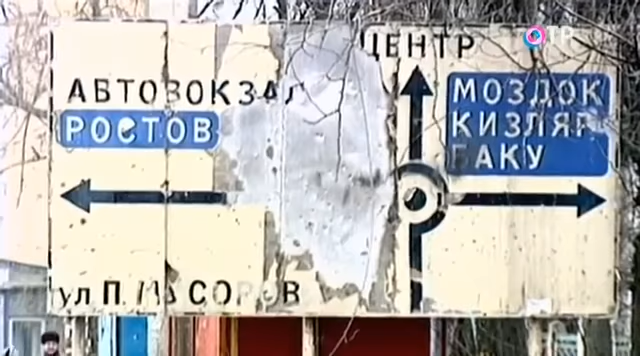 ОТР
ЦЕНТР
АВТОВОКЗАЛ
РОСТОВ
МОЗДОК
КИЗЛЯР
БАКУ
ул П.